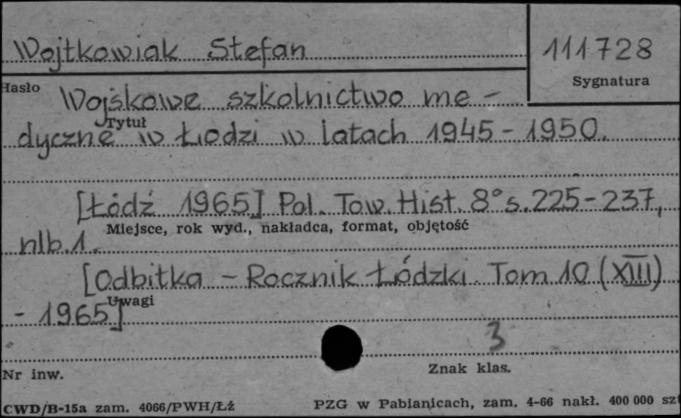 Wojtkowiak Stefan 111728
Hasło Sygnatura
Wojskowe szkolnictwo me-
Tytuł
dyczne w Łodzi w latach 1945-1950.
[Łódź 1965] Pol. Tow. Hist. 8° s. 225-237,
Miejsce, rok wyd., nakładca, format, objętość
nlb. 1.
[Odbitka - Rocznik Łódzki Tom 10 (XIII)
Uwagi
- 1965]
3
Nr inw. Znak klas.
CWD/B-15a zam. 4066/PWH/Łź PZG w Pabianicach, zam. 4-66 nakł. 400 000 szt